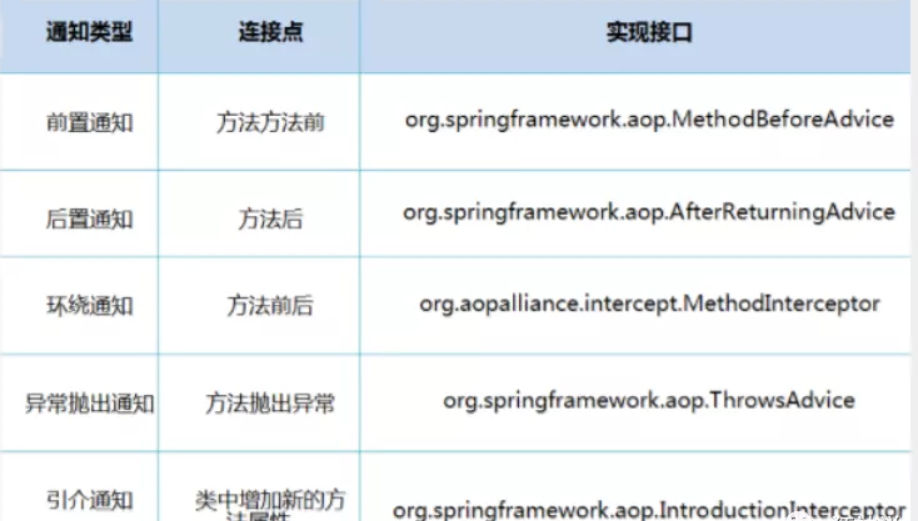 通知类型 连接点 实现接口
前置通知 方法方法前 org.springframework.aop.MethodBeforeAdvice
后置通知 方法后 org.springframework.aop.AfterReturningAdvice
环绕通知 方法前后 org.aopalliance.intercept.MethodInterceptor
异常抛出通知 方法抛出异常 org.springframework.aop.ThrowsAdvice
引介通知 类中增加新的方
法属性 org.springframework.aop.IntroductionInterceptor